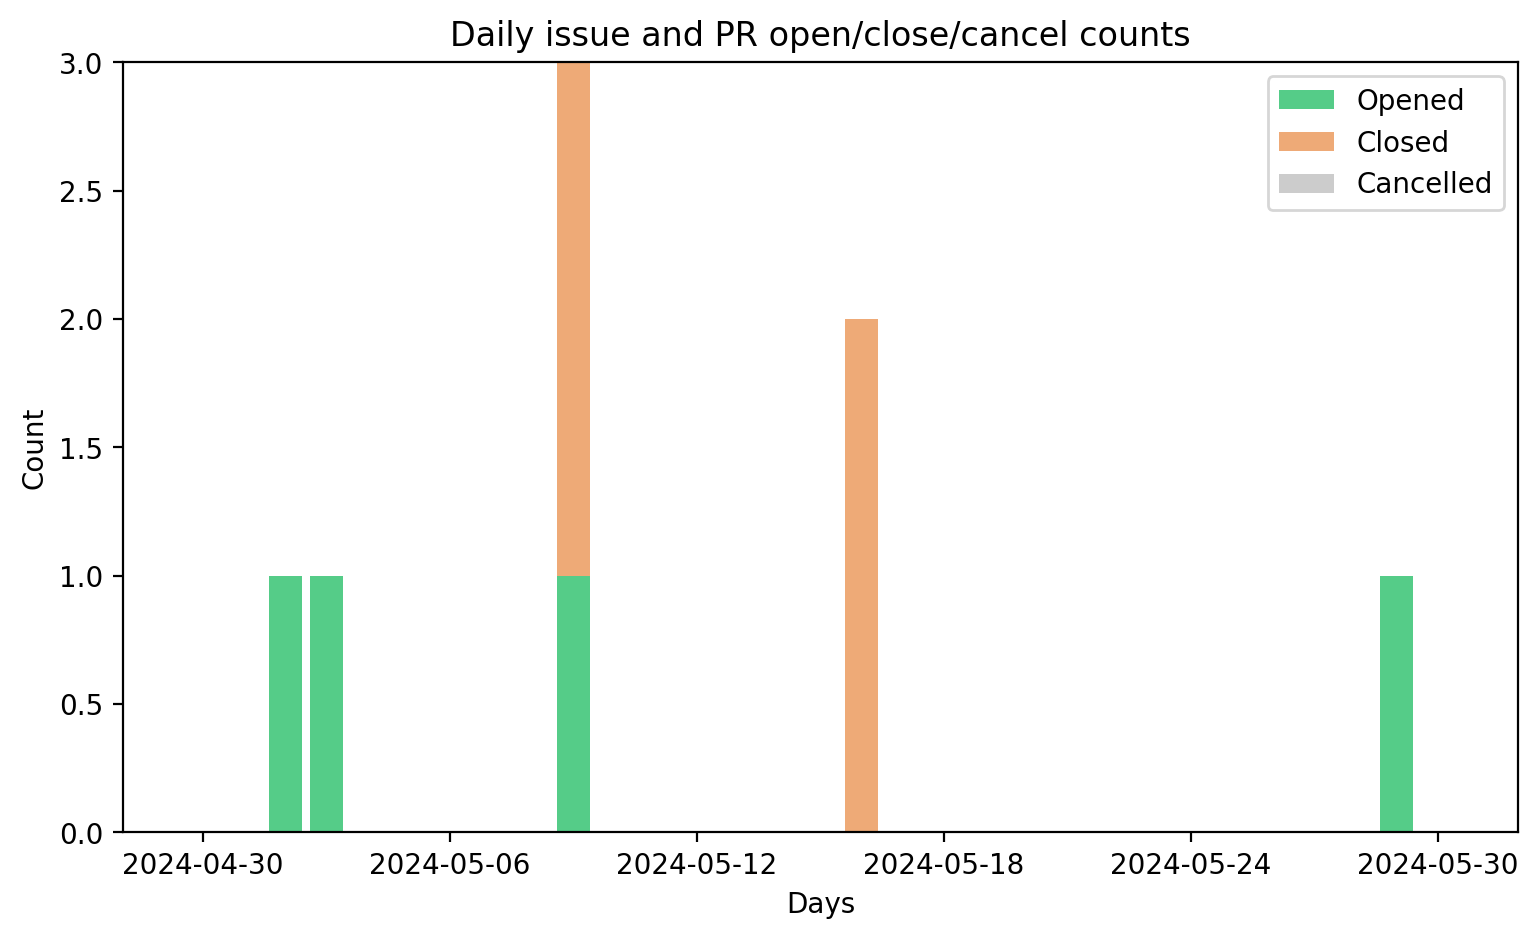 Daily issue and PR open/close/cancel counts
3.0
2.5
2.0
1.5
1.0
0.5
0.0
Count
Opened
Closed
Cancelled
2024-04-30 2024-05-06 2024-05-12 2024-05-18 2024-05-24 2024-05-30
Days